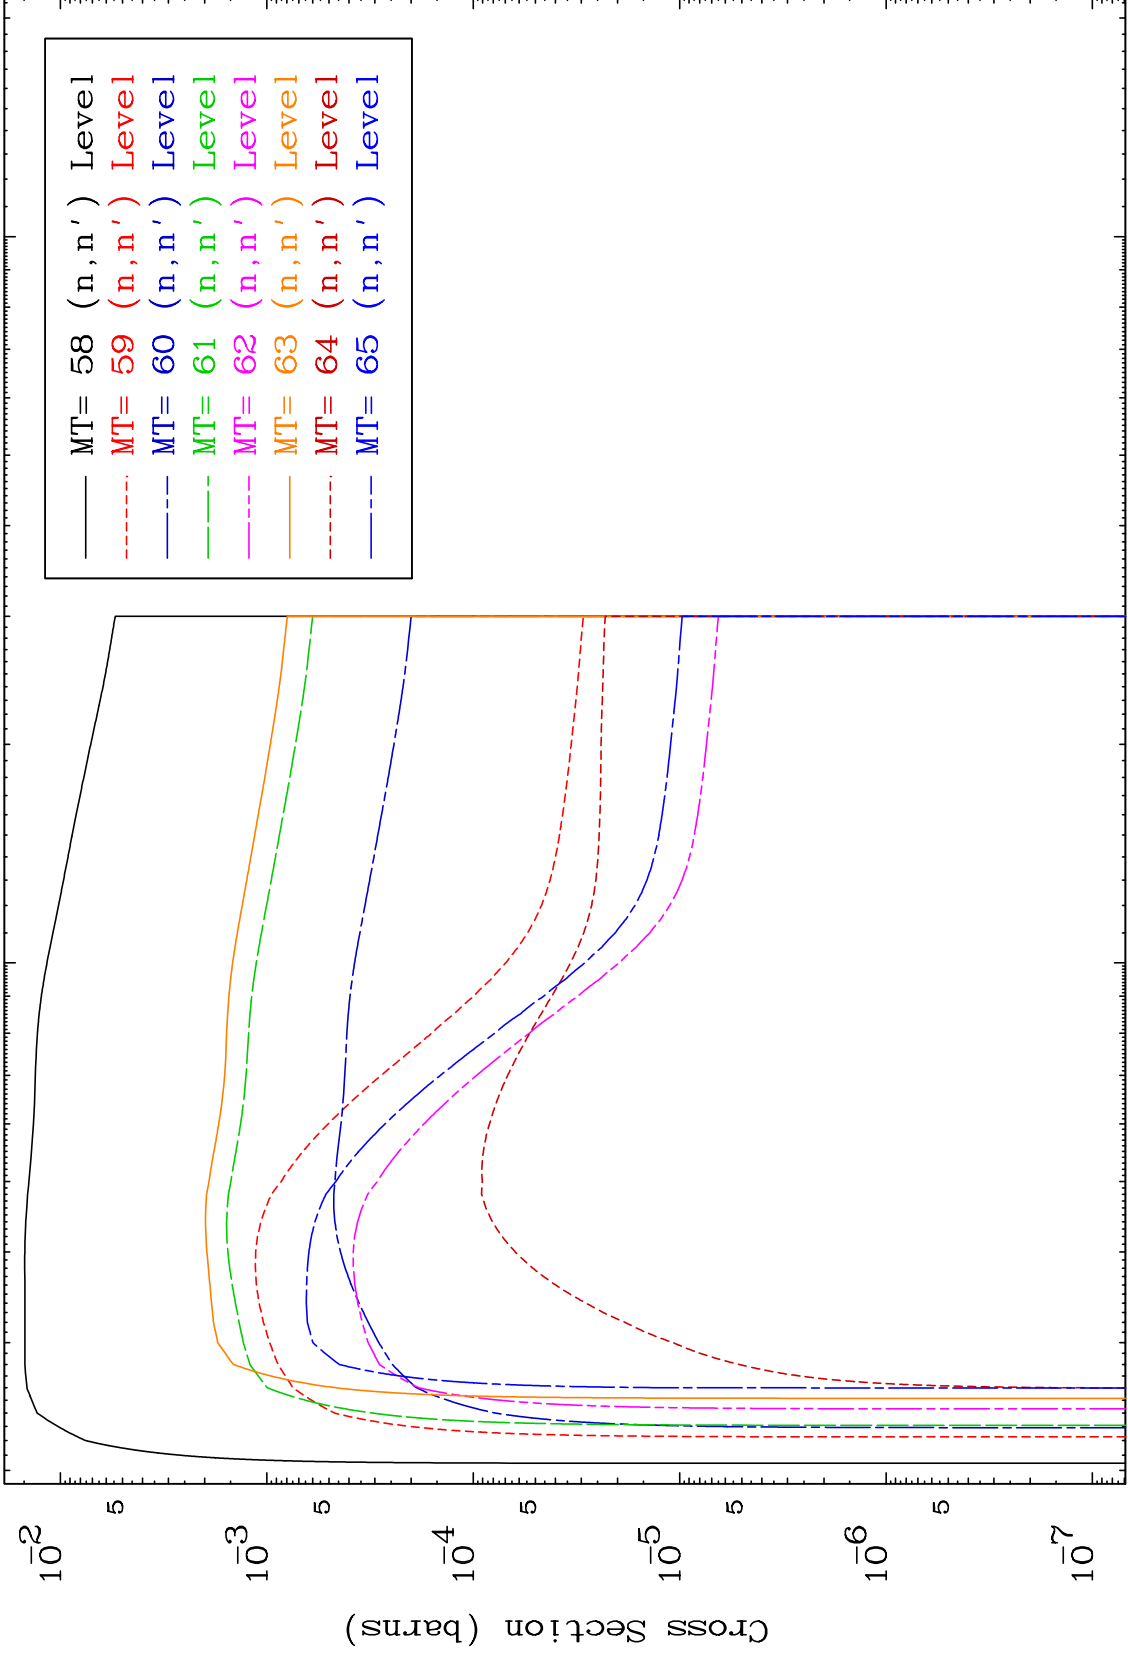 MT= 58 (n,n') Level
MT= 59 (n,n') Level
MT= 60 (n,n') Level
MT= 61 (n,n') Level
MT= 62 (n,n') Level
MT= 63 (n,n') Level
MT= 64 (n,n') Level
MT= 65 (n,n') Level
10-2
5
10-3
5
10-4
5
10-5
5
10-6
5
10-7
Cross Section (barns)